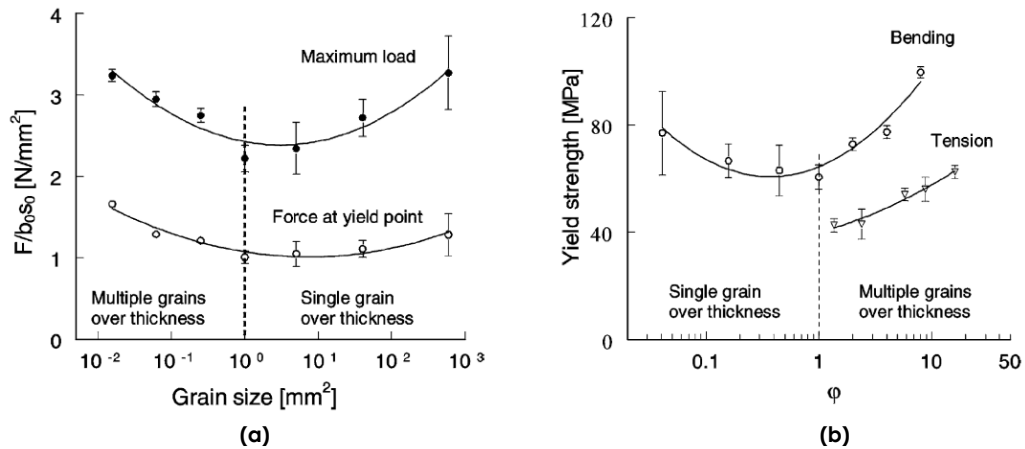 4
3
2
1
0
F/b₀s₀ [N/mm²]
Maximum load
Force at yield point
Multiple grains
over thickness
Single grain
over thickness
10⁻² 10⁻¹ 10⁰ 10¹ 10² 10³
Grain size [mm²]
(a)
120
80
40
0
Yield strength [MPa]
Bending
Tension
Single grain
over thickness
Multiple grains
over thickness
0.1 1 10 50
φ
(b)